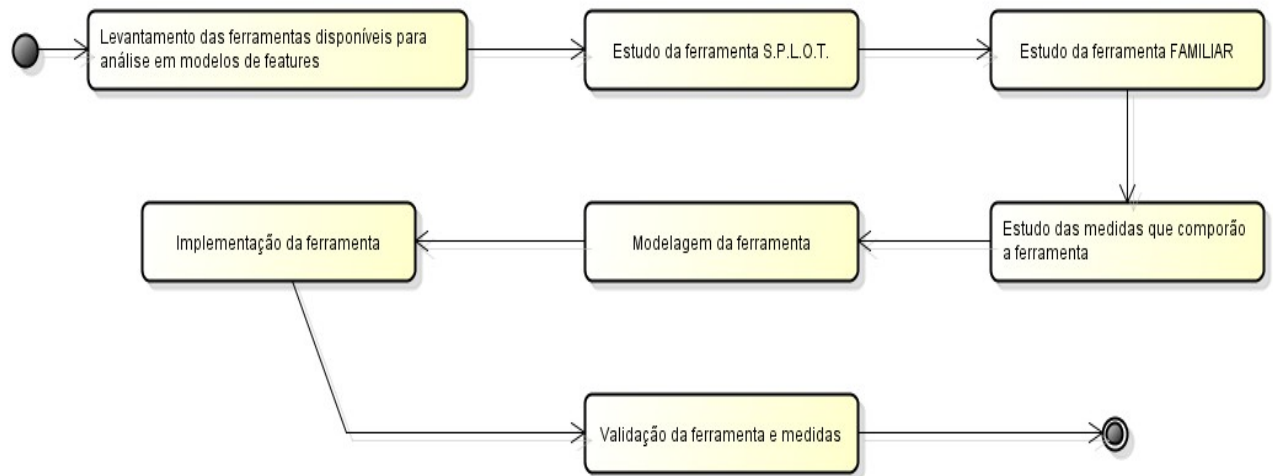 Levantamento das ferramentas disponíveis para
análise em modelos de features
Estudo da ferramenta S.P.L.O.T.
Estudo da ferramenta FAMILIAR
Estudo das medidas que comporão
a ferramenta
Modelagem da ferramenta
Implementação da ferramenta
Validação da ferramenta e medidas